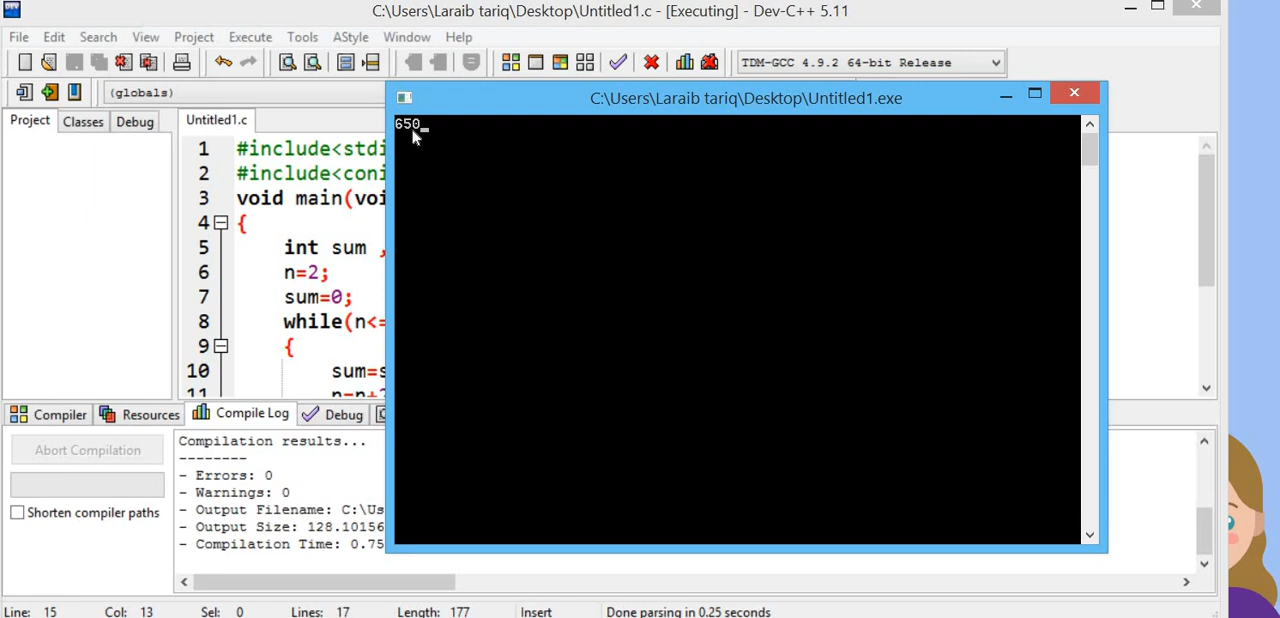 C:\Users\Laraib tariq\Desktop\Untitled1.c - [Executing] - Dev-C++ 5.11
File Edit Search View Project Execute Tools AStyle Window Help
TDM-GCC 4.9.2 64-bit Release
(globals)
C:\Users\Laraib tariq\Desktop\Untitled1.exe
Project Classes Debug Untitled1.c
650
1 #include<stdi
2 #include<coni
3 void main(voi
4 {
5 int sum ,
6 n=2;
7 sum=0;
8 while(n<=
9 {
10 sum=s
11
Compiler Resources Compile Log Debug
Abort Compilation
Shorten compiler paths
Compilation results...
--------
- Errors: 0
- Warnings: 0
- Output Filename: C:\Us
- Output Size: 128.10156
- Compilation Time: 0.75
Line: 15 Col: 13 Sel: 0 Lines: 17 Length: 177 Insert Done parsing in 0.25 seconds